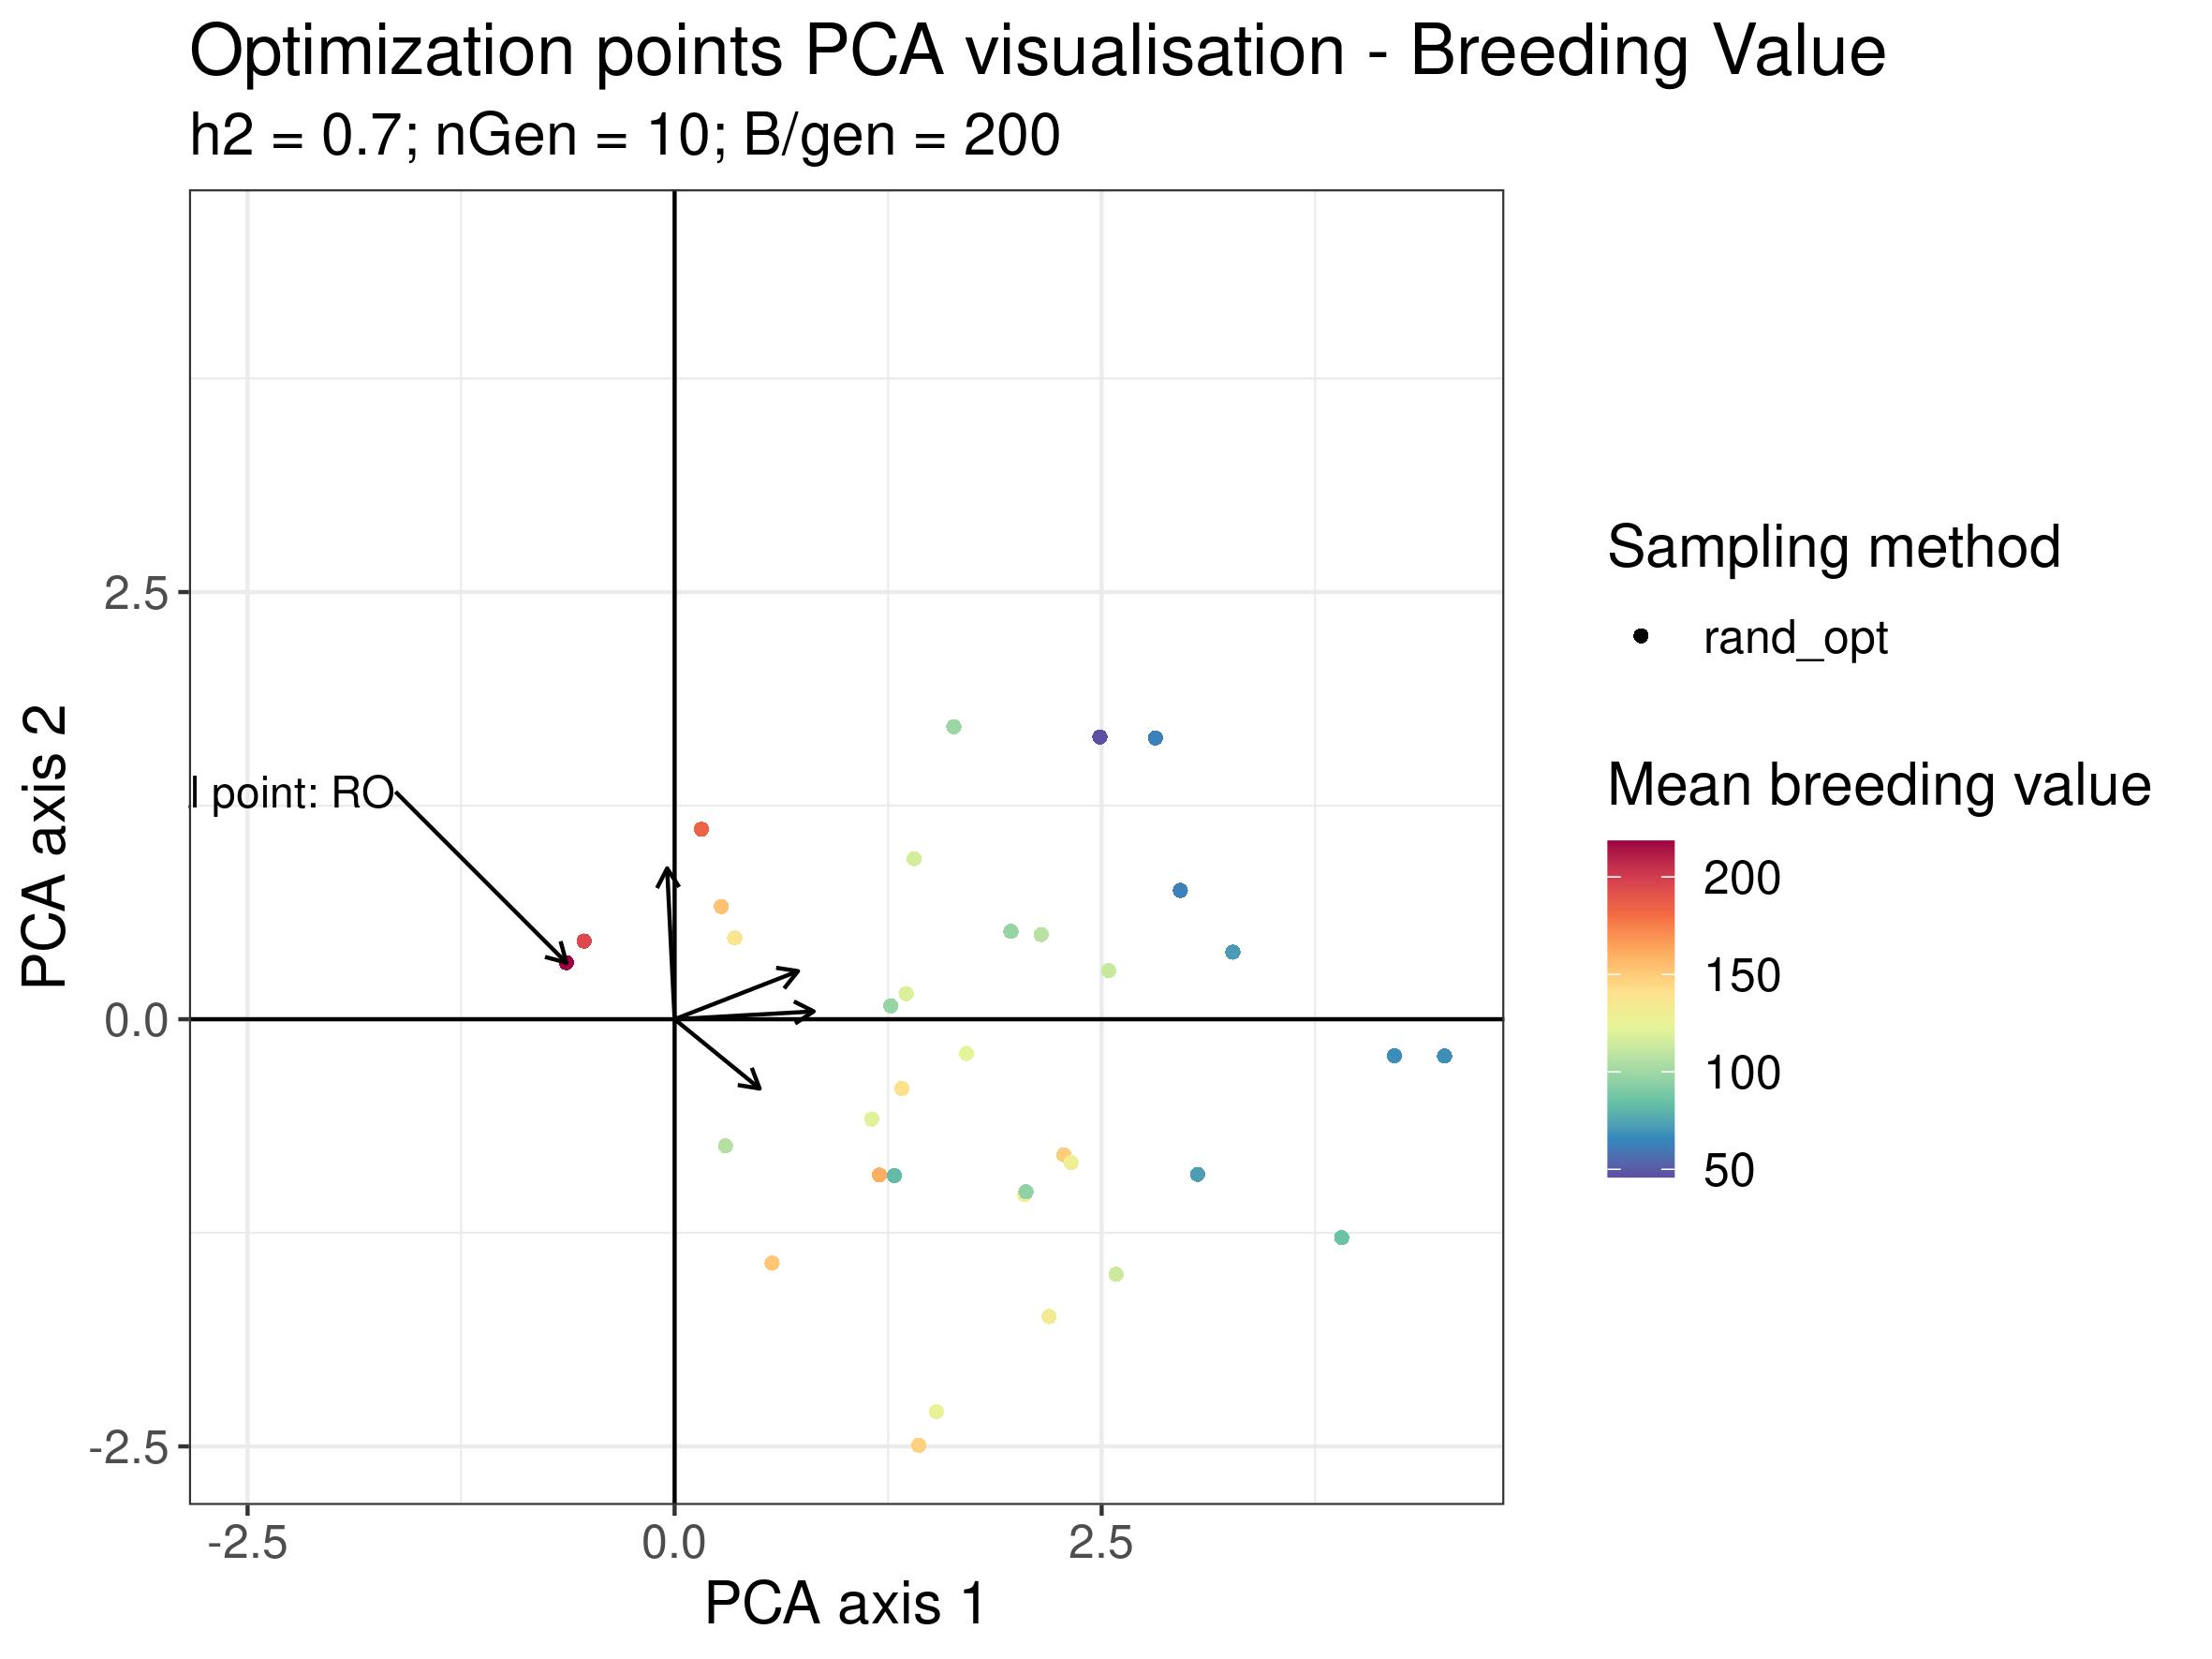 Optimization points PCA visualisation - Breeding Value
h2 = 0.7; nGen = 10; B/gen = 200
PCA axis 2
2.5
0.0
-2.5
l point: RO
-2.5
0.0
2.5
PCA axis 1
Sampling method
rand_opt
Mean breeding value
200
150
100
50